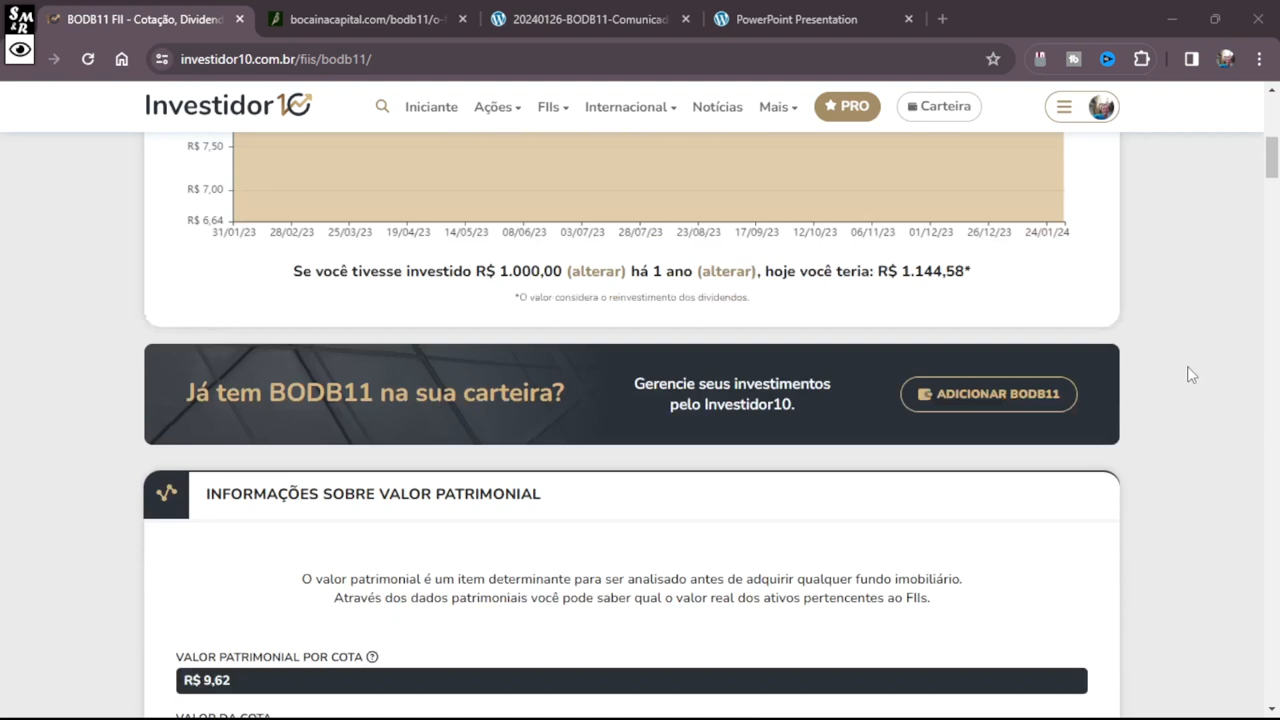 SM
&R
BODB11 FII - Cotação, Dividend
bocainacapital.com/bodb11/o-
20240126-BODB11-Comunicad
PowerPoint Presentation
investidor10.com.br/fiis/bodb11/
Investidor10
Iniciante
Ações
FIIs
Internacional
Notícias
Mais
PRO
Carteira
R$ 7,50
R$ 7,00
R$ 6,64
31/01/23 28/02/23 25/03/23 19/04/23 14/05/23 08/06/23 03/07/23 28/07/23 23/08/23 17/09/23 12/10/23 06/11/23 01/12/23 26/12/23 24/01/24
Se você tivesse investido R$ 1.000,00 (alterar) há 1 ano (alterar), hoje você teria: R$ 1.144,58*
*O valor considera o reinvestimento dos dividendos.
Já tem BODB11 na sua carteira?
Gerencie seus investimentos
pelo Investidor10.
ADICIONAR BODB11
INFORMAÇÕES SOBRE VALOR PATRIMONIAL
O valor patrimonial é um item determinante para ser analisado antes de adquirir qualquer fundo imobiliário.
Através dos dados patrimoniais você pode saber qual o valor real dos ativos pertencentes ao FIIs.
VALOR PATRIMONIAL POR COTA
R$ 9,62
VALOR DA COTA